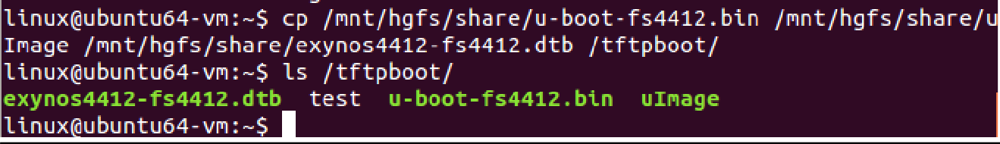 linux@ubuntu64-vm:~$ cp /mnt/hgfs/share/u-boot-fs4412.bin /mnt/hgfs/share/u
Image /mnt/hgfs/share/exynos4412-fs4412.dtb /tftpboot/
linux@ubuntu64-vm:~$ ls /tftpboot/
exynos4412-fs4412.dtb  test  u-boot-fs4412.bin  uImage
linux@ubuntu64-vm:~$